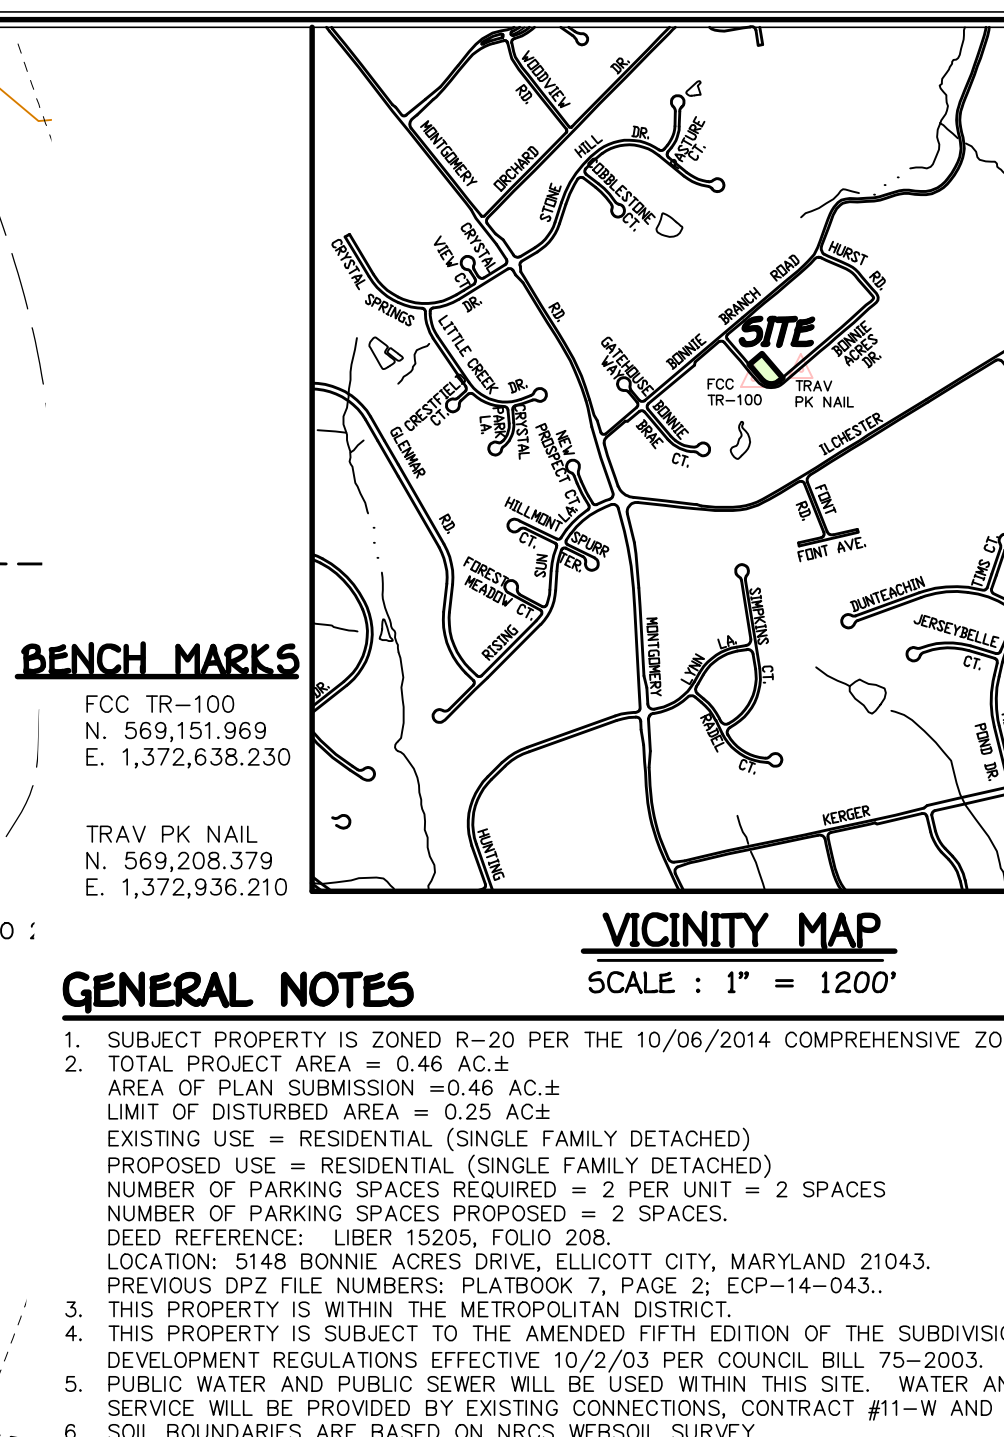 WOODVIEW
RD.
DR.
MONTGOMERY
ORCHARD
STONE
HILL
DR.
PASTURE
CT.
COBBLESTONE
CT.
CRYSTAL
VIEW CT.
CRYSTAL SPRINGS
DR.
RD.
HURST
RD.
BONNIE
BRANCH
ROAD
SITE
BONNIE
ACRES
DR.
FCC
TR-100
TRAV
PK NAIL
GATEHOUSE
WAY
BONNIE
BRAE
CT.
LITTLE CREEK
DR.
CRESTFIELD
CT.
CRYSTAL
PARK
LA.
NEW
PROSPECT CT.
GLENMAR
RD.
ILCHESTER
FONT
RD.
FONT AVE.
HILLMONT
CT.
LA.
SPURR
TER.
SUN
FOREST
MEADOW CT.
RISING
TIMS CT.
DUNTEACHIN
JERSEYBELLE
CT.
SIMPKINS
CT.
MONTGOMERY
LYNN
LA.
RADEL
CT.
POND DR.
DR.
KERGER
HUNTING
BENCH MARKS
FCC TR-100
N. 569,151.969
E. 1,372,638.230
TRAV PK NAIL
N. 569,208.379
E. 1,372,936.210
VICINITY MAP
SCALE : 1" = 1200'
GENERAL NOTES
1. SUBJECT PROPERTY IS ZONED R-20 PER THE 10/06/2014 COMPREHENSIVE ZO
2. TOTAL PROJECT AREA = 0.46 AC.±
AREA OF PLAN SUBMISSION =0.46 AC.±
LIMIT OF DISTURBED AREA = 0.25 AC±
EXISTING USE = RESIDENTIAL (SINGLE FAMILY DETACHED)
PROPOSED USE = RESIDENTIAL (SINGLE FAMILY DETACHED)
NUMBER OF PARKING SPACES REQUIRED = 2 PER UNIT = 2 SPACES
NUMBER OF PARKING SPACES PROPOSED = 2 SPACES.
DEED REFERENCE: LIBER 15205, FOLIO 208.
LOCATION: 5148 BONNIE ACRES DRIVE, ELLICOTT CITY, MARYLAND 21043.
PREVIOUS DPZ FILE NUMBERS: PLATBOOK 7, PAGE 2; ECP-14-043..
3. THIS PROPERTY IS WITHIN THE METROPOLITAN DISTRICT.
4. THIS PROPERTY IS SUBJECT TO THE AMENDED FIFTH EDITION OF THE SUBDIVISIO
DEVELOPMENT REGULATIONS EFFECTIVE 10/2/03 PER COUNCIL BILL 75-2003.
5. PUBLIC WATER AND PUBLIC SEWER WILL BE USED WITHIN THIS SITE. WATER AN
SERVICE WILL BE PROVIDED BY EXISTING CONNECTIONS, CONTRACT #11-W AND
6. SOIL BOUNDARIES ARE BASED ON NRCS WEBSOIL SURVEY